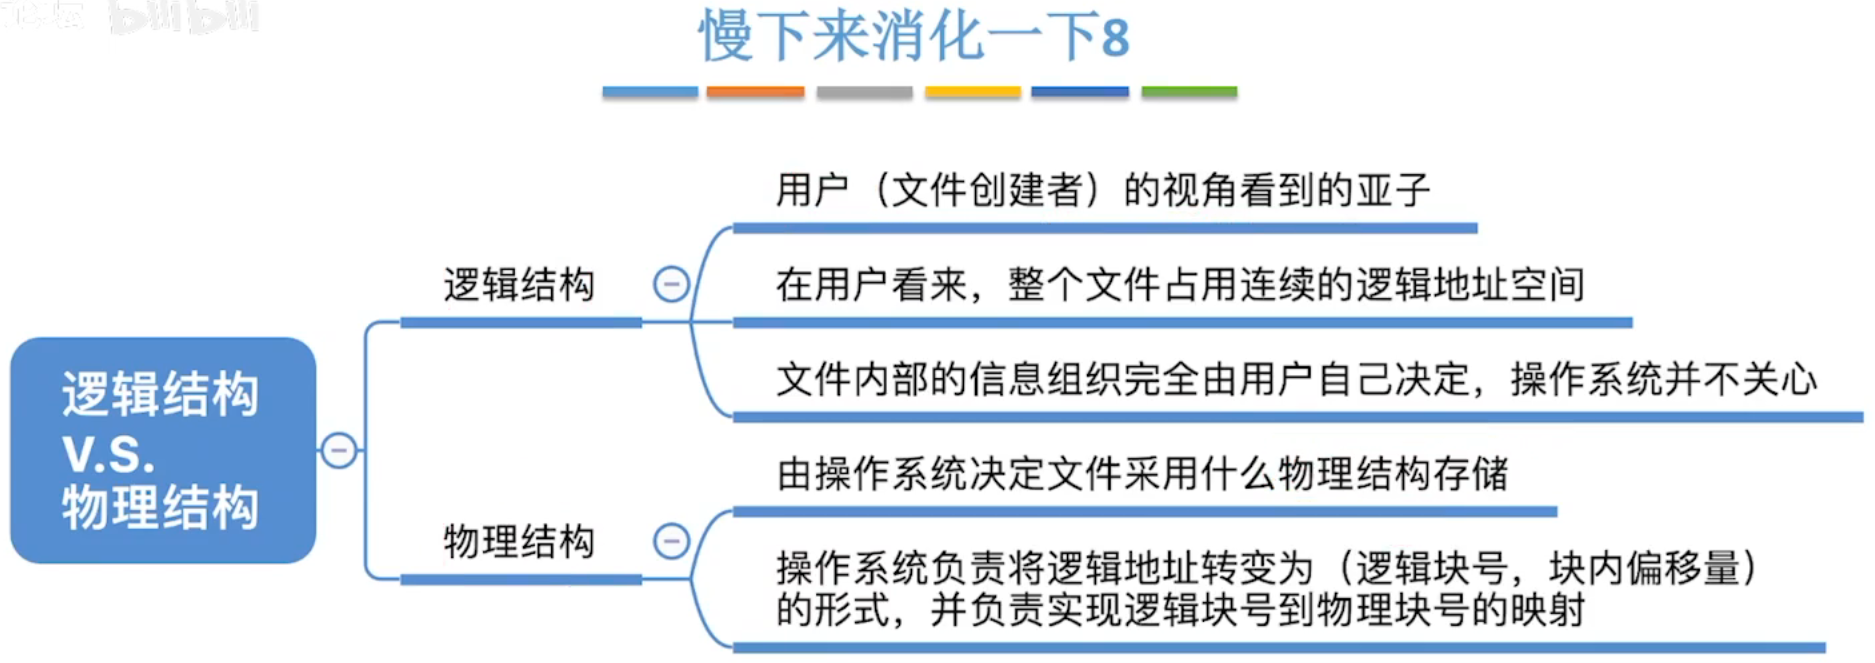 bilibili
慢下来消化一下8
用户（文件创建者）的视角看到的亚子
逻辑结构
在用户看来，整个文件占用连续的逻辑地址空间
文件内部的信息组织完全由用户自己决定，操作系统并不关心
逻辑结构
V.S.
物理结构
由操作系统决定文件采用什么物理结构存储
物理结构
操作系统负责将逻辑地址转变为（逻辑块号，块内偏移量）
的形式，并负责实现逻辑块号到物理块号的映射